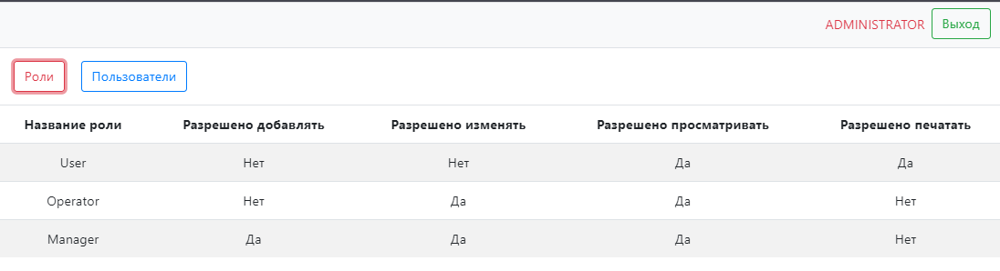 ADMINISTRATOR Выход
Роли Пользователи
Название роли Разрешено добавлять Разрешено изменять Разрешено просматривать Разрешено печатать
User Нет Нет Да Да
Operator Нет Да Да Нет
Manager Да Да Да Нет